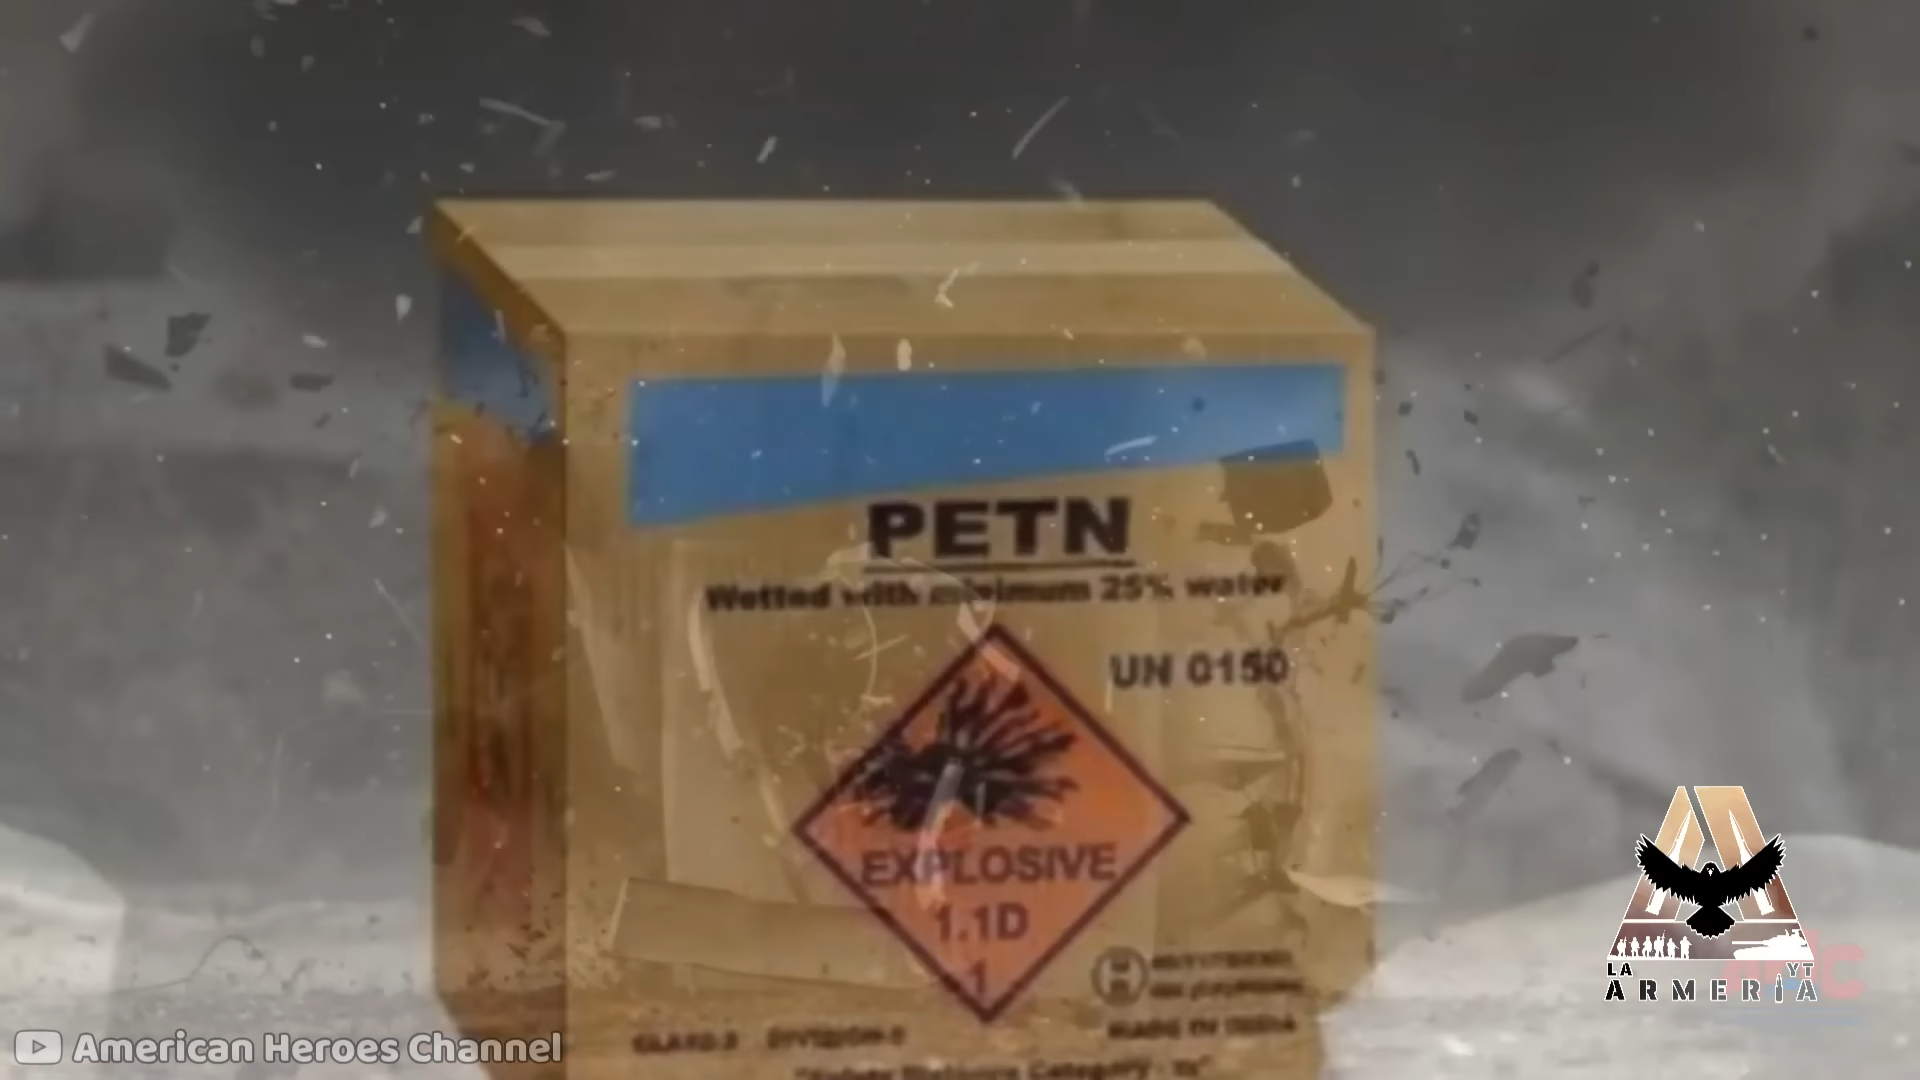 PETN
Wetted with minimum 25% water
UN 0150
EXPLOSIVE
1.1D
1
MADE IN INDIA
LA YT
ARMERIA
American Heroes Channel